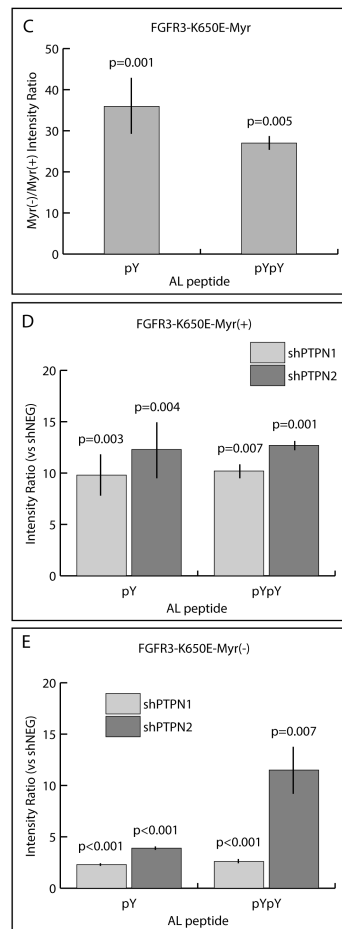 C
FGFR3-K650E-Myr
Myr(-)/Myr(+) Intensity Ratio
50
40
30
20
10
0
p=0.001
p=0.005
pY
pYpY
AL peptide
D
FGFR3-K650E-Myr(+)
shPTPN1
shPTPN2
Intensity Ratio (vs shNEG)
20
15
10
5
0
p=0.003
p=0.004
p=0.007
p=0.001
pY
pYpY
AL peptide
E
FGFR3-K650E-Myr(-)
shPTPN1
shPTPN2
Intensity Ratio (vs shNEG)
20
15
10
5
0
p<0.001
p<0.001
p<0.001
p=0.007
pY
pYpY
AL peptide